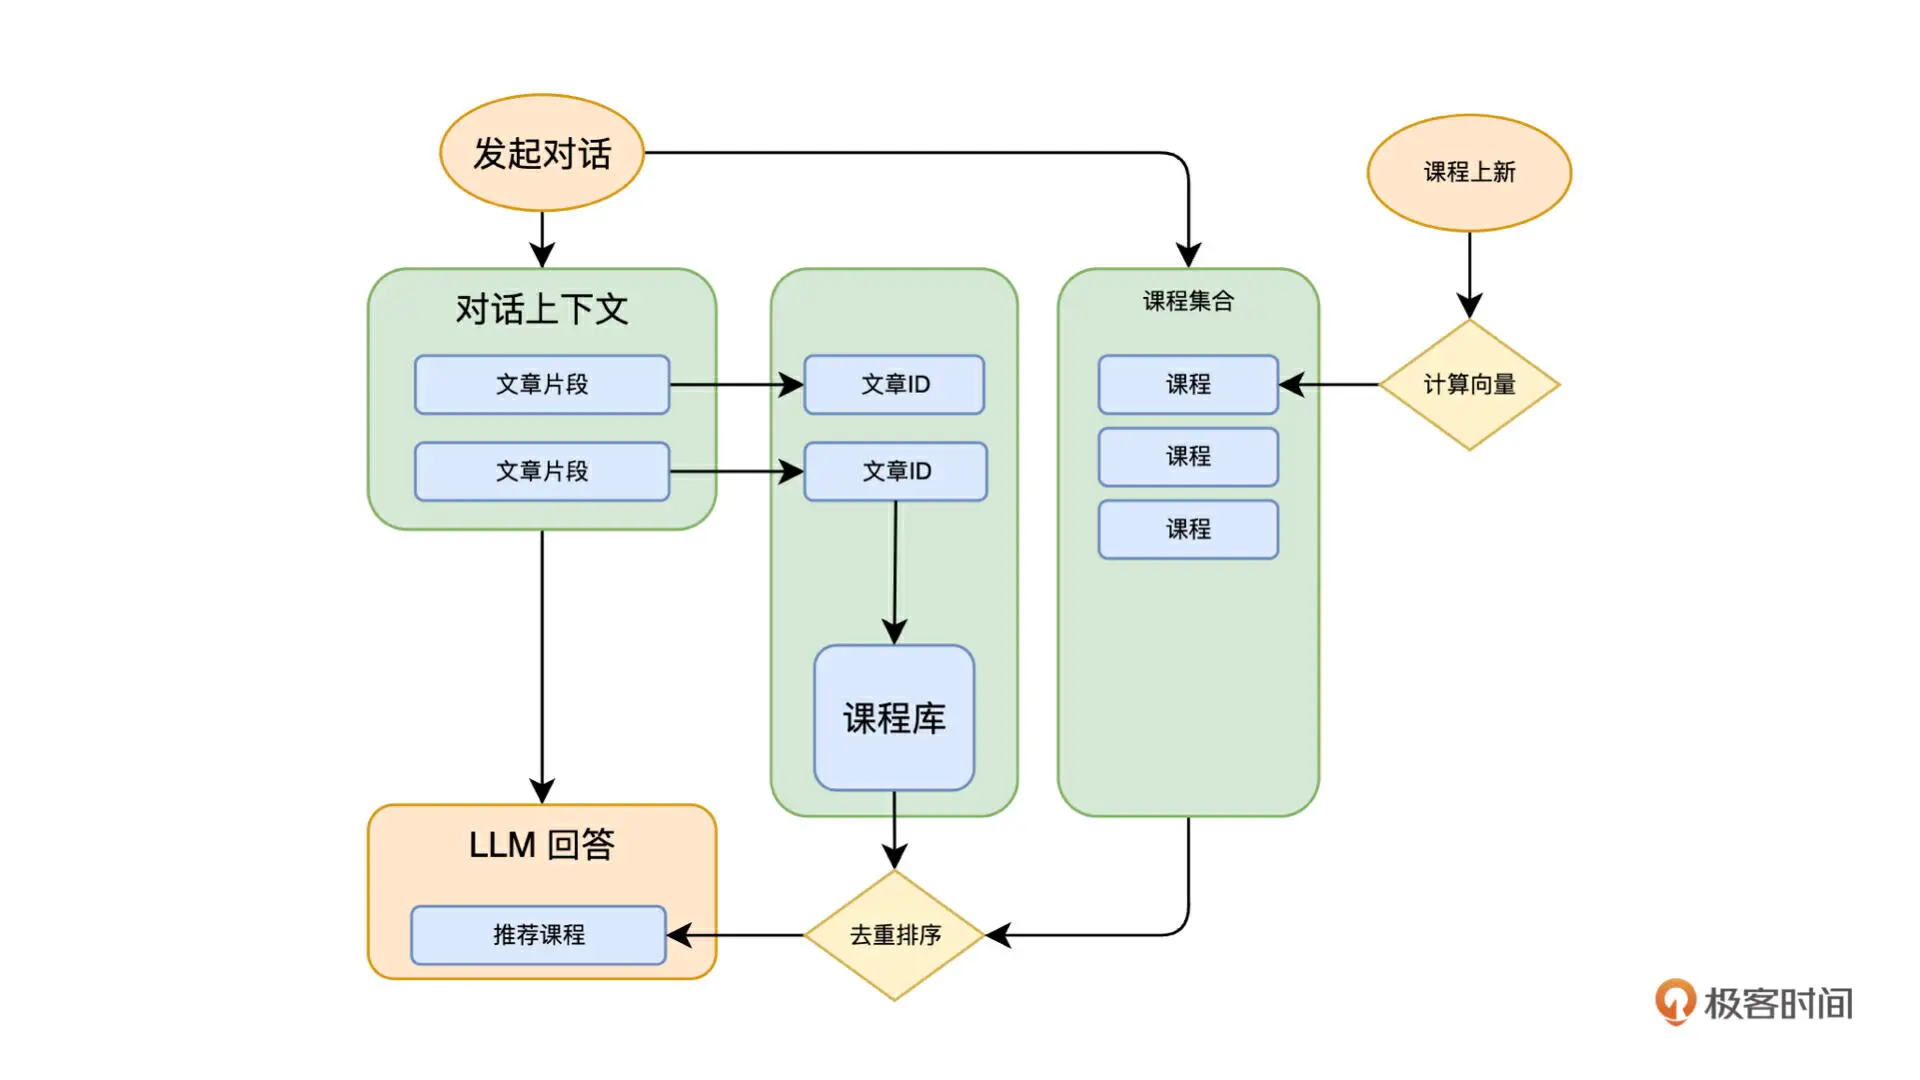 发起对话
课程上新
对话上下文
文章片段
文章片段
文章ID
文章ID
课程库
课程集合
课程
课程
课程
计算向量
LLM 回答
推荐课程
去重排序
极客时间